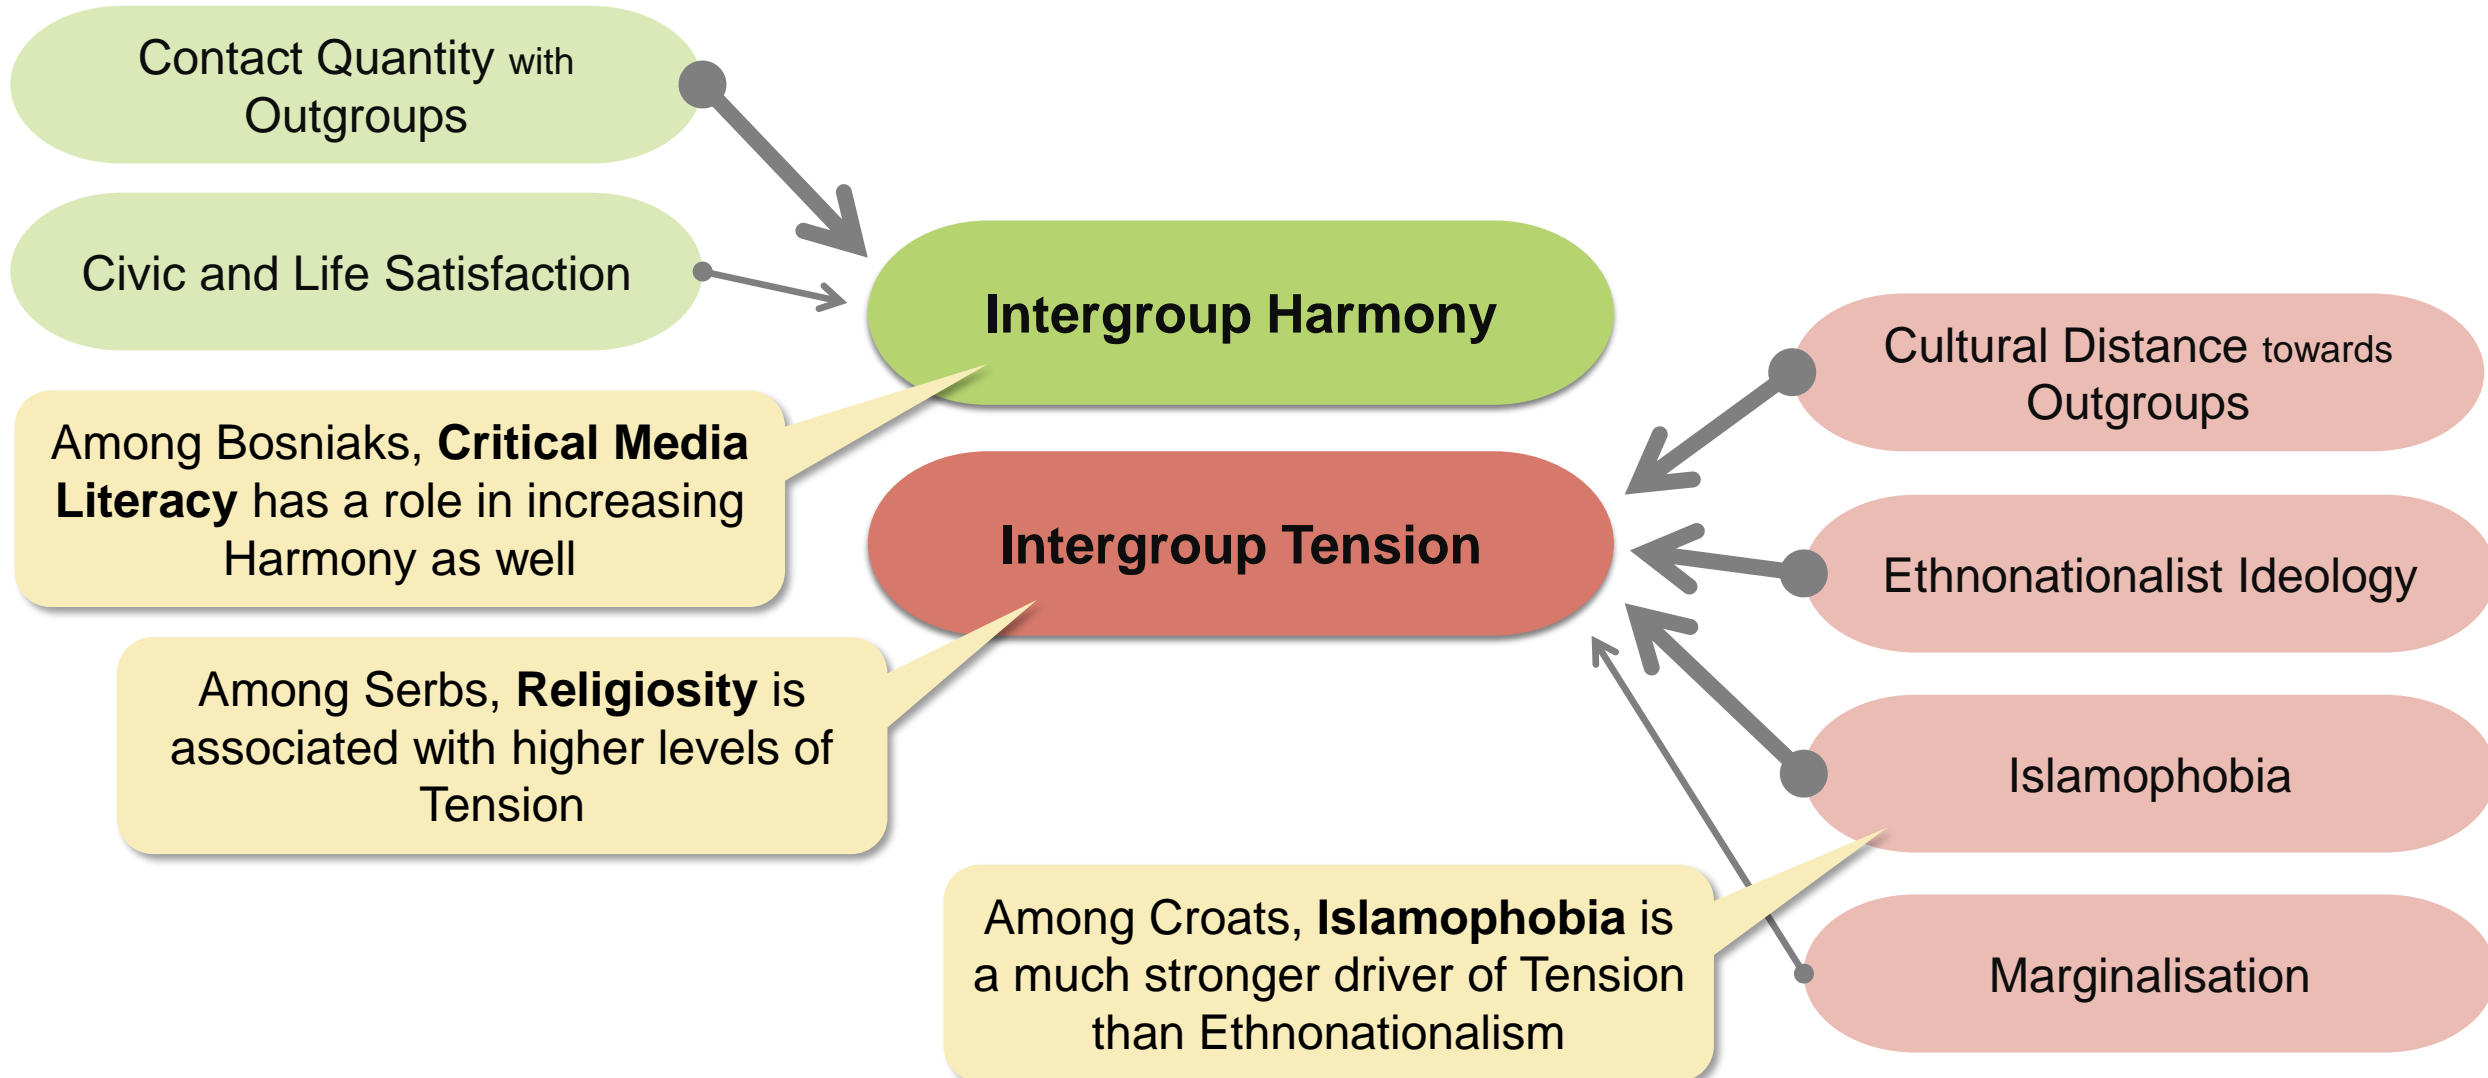 Contact Quantity with
Outgroups
Civic and Life Satisfaction
Intergroup Harmony
Among Bosniaks, Critical Media
Literacy has a role in increasing
Harmony as well
Intergroup Tension
Among Serbs, Religiosity is
associated with higher levels of
Tension
Cultural Distance towards
Outgroups
Ethnonationalist Ideology
Islamophobia
Among Croats, Islamophobia is
a much stronger driver of Tension
than Ethnonationalism
Marginalisation